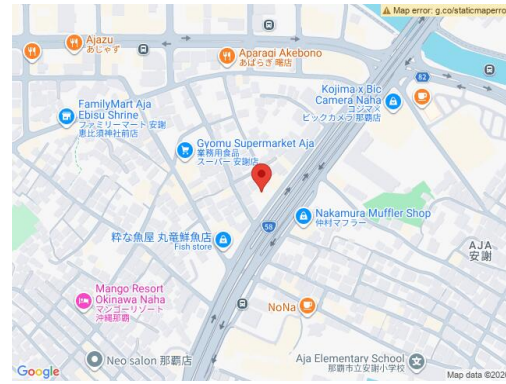 Map error: g.co/staticmaperro
Ajazu
あじゃず
Aparagi Akebono
あぱらぎ 曙店
82
Kojima x Bic
Camera Naha
コジマ×
ビックカメラ 那覇店
FamilyMart Aja
Ebisu Shrine
ファミリーマート 安謝
恵比須神社前店
Gyomu Supermarket Aja
業務用食品
スーパー 安謝店
58
Nakamura Muffler Shop
仲村マフラー
粋な魚屋 丸竜鮮魚店
Fish store
AJA
安謝
Mango Resort
Okinawa Naha
マンゴーリゾート
沖縄那覇
NoNa
Neo salon 那覇店
Aja Elementary School
那覇市立安謝小学校
Google
Map data ©2026